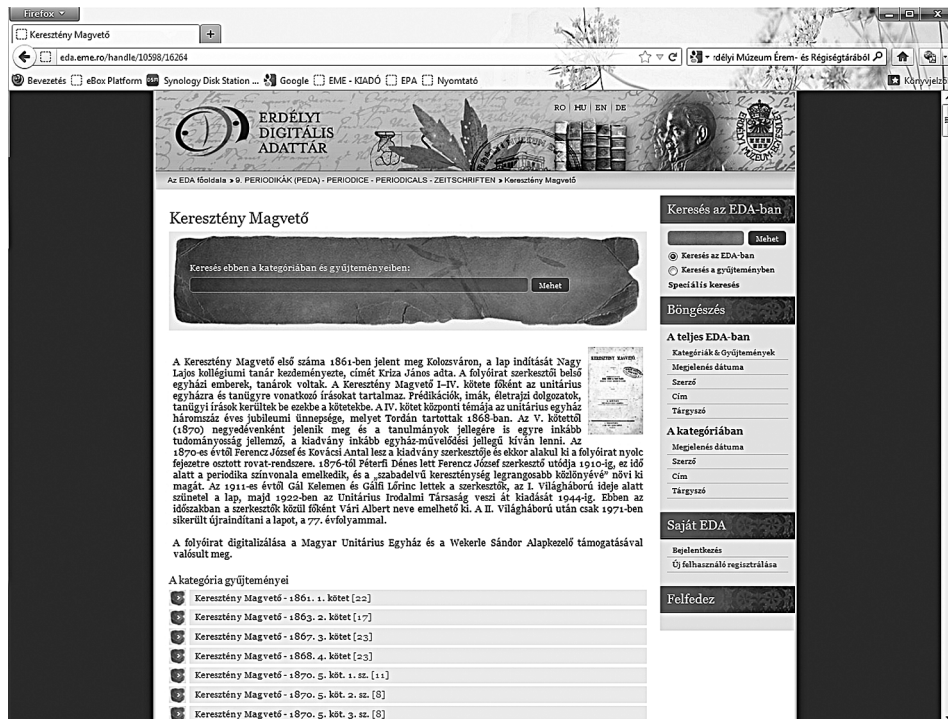 Firefox
Keresztény Magvető
eda.eme.ro/handle/10598/16264
rdélyi Múzeum Érem- és Régiségtárából
Bevezetés eBox Platform Synology Disk Station ... Google EME - KIADÓ EPA Nyomtató
Könyvjelző
ERDÉLYI
DIGITÁLIS
ADATTÁR
RO | HU | EN | DE
Az EDA főoldala » 9. PERIODIKÁK (PEDA) - PERIODICE - PERIODICALS - ZEITSCHRIFTEN » Keresztény Magvető
Keresztény Magvető
Keresés ebben a kategóriában és gyűjteményeiben:
Mehet
KERESZTÉNY MAGVETŐ
A Keresztény Magvető első száma 1861-ben jelent meg Kolozsváron, a lap indítását Nagy
Lajos kollégiumi tanár kezdeményezte, címét Kriza János adta. A folyóirat szerkesztői belső
egyházi emberek, tanárok voltak. A Keresztény Magvető I–IV. kötete főként az unitárius
egyházra és tanügyre vonatkozó írásokat tartalmaz. Prédikációk, imák, életrajzi dolgozatok,
tanügyi írások kerültek be ezekbe a kötetekbe. A IV. kötet központi témája az unitárius egyház
háromszáz éves jubileumi ünnepsége, melyet Tordán tartottak 1868-ban. Az V. kötettől
(1870) negyedévenként jelenik meg és a tanulmányok jellegére is egyre inkább
tudományosság jellemző, a kiadvány inkább egyház-művelődési jellegű kíván lenni. Az
1870-es évtől Ferencz József és Kovácsi Antal lesz a kiadvány szerkesztője és ekkor alakul ki a folyóirat nyolc
fejezetre osztott rovat-rendszere. 1876-tól Péterfi Dénes lett Ferencz József szerkesztő utódja 1910-ig, ez idő
alatt a periodika színvonala emelkedik, és a „szabadelvű kereszténység legrangosabb közlönyévé” növi ki
magát. Az 1911-es évtől Gál Kelemen és Gálfi Lőrinc lettek a szerkesztők, az I. Világháború ideje alatt
szünetel a lap, majd 1922-ben az Unitárius Irodalmi Társaság veszi át kiadását 1944-ig. Ebben az
időszakban a szerkesztők közül főként Vári Albert neve emelhető ki. A II. Világháború után csak 1971-ben
sikerült újraindítani a lapot, a 77. évfolyammal.
A folyóirat digitalizálása a Magyar Unitárius Egyház és a Wekerle Sándor Alapkezelő támogatásával
valósult meg.
A kategória gyűjteményei
Keresztény Magvető - 1861. 1. kötet [22]
Keresztény Magvető - 1863. 2. kötet [17]
Keresztény Magvető - 1867. 3. kötet [23]
Keresztény Magvető - 1868. 4. kötet [23]
Keresztény Magvető - 1870. 5. köt. 1. sz. [11]
Keresztény Magvető - 1870. 5. köt. 2. sz. [8]
Keresztény Magvető - 1870. 5. köt. 3. sz. [8]
Keresés az EDA-ban
Mehet
Keresés az EDA-ban
Keresés a gyűjteményben
Speciális keresés
Böngészés
A teljes EDA-ban
Kategóriák & Gyűjtemények
Megjelenés dátuma
Szerző
Cím
Tárgyszó
A kategóriában
Megjelenés dátuma
Szerző
Cím
Tárgyszó
Saját EDA
Bejelentkezés
Új felhasználó regisztrálása
Felfedez